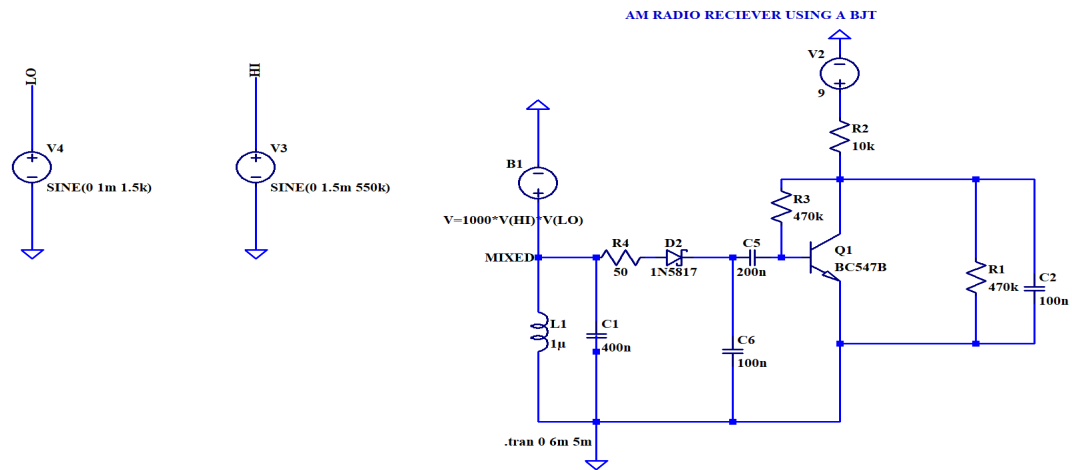 AM RADIO RECIEVER USING A BJT
LO
V4
SINE(0 1m 1.5k)
HI
V3
SINE(0 1.5m 550k)
B1
V=1000*V(HI)*V(LO)
MIXED
L1
1µ
C1
400n
R4
50
D2
1N5817
C5
200n
C6
100n
V2
9
R2
10k
R3
470k
Q1
BC547B
R1
470k
C2
100n
.tran 0 6m 5m